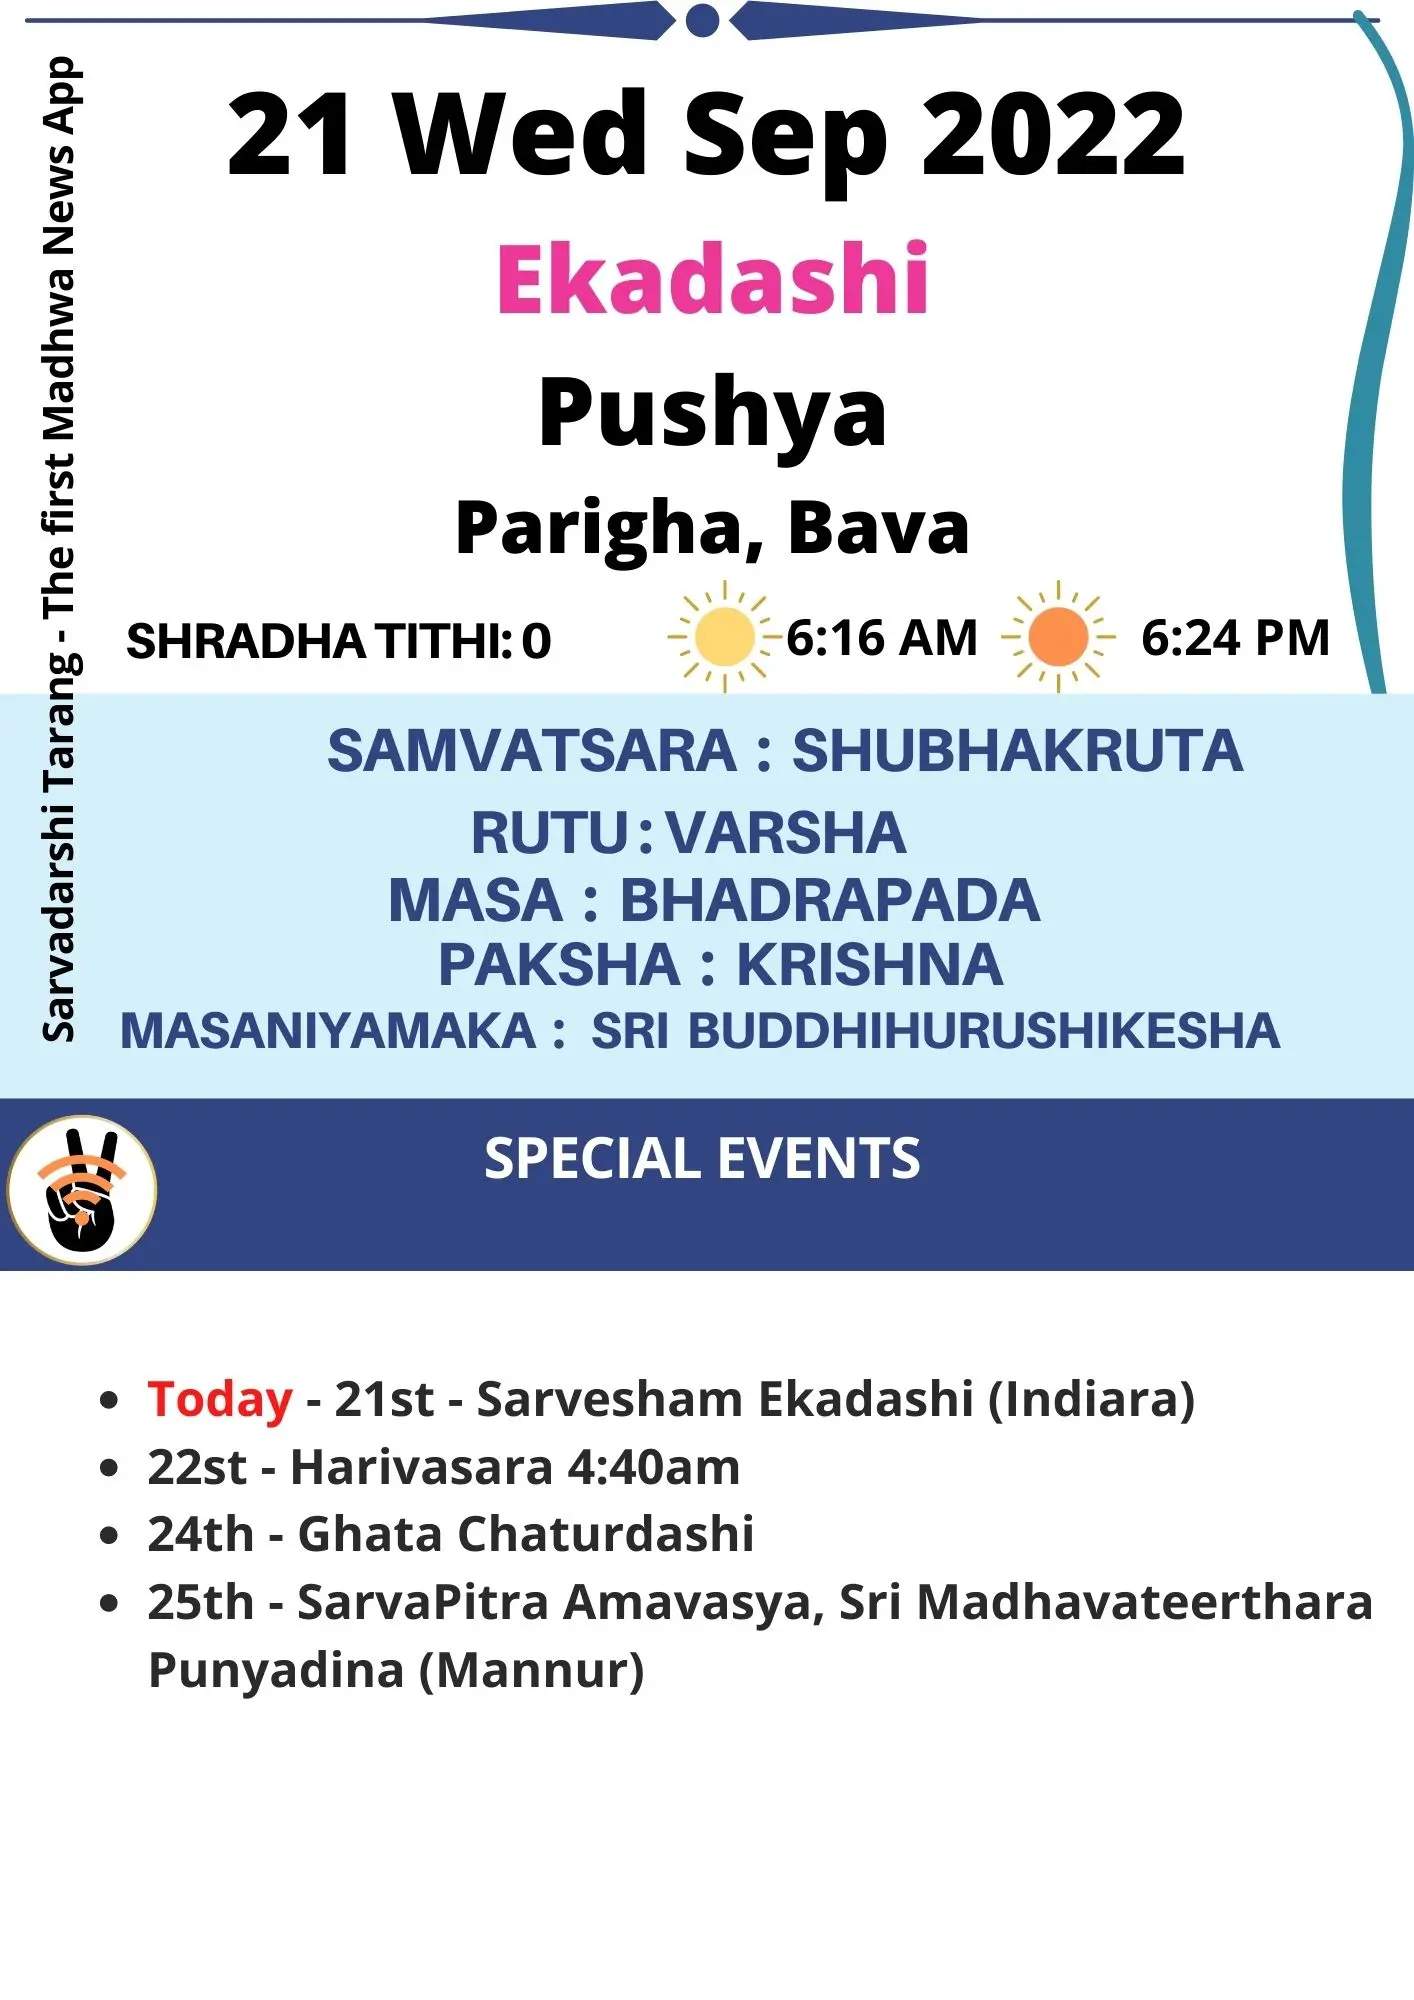 21 Wed Sep 2022
Ekadashi
Pushya
Parigha, Bava
SHRADHA TITHI: 0 6:16 AM 6:24 PM
Sarvadarshi Tarang - The first Madhwa News App
SAMVATSARA : SHUBHAKRUTA
RUTU : VARSHA
MASA : BHADRAPADA
PAKSHA : KRISHNA
MASANIYAMAKA : SRI BUDDHIHURUSHIKESHA
SPECIAL EVENTS
• Today - 21st - Sarvesham Ekadashi (Indiara)
• 22st - Harivasara 4:40am
• 24th - Ghata Chaturdashi
• 25th - SarvaPitra Amavasya, Sri Madhavateerthara
Punyadina (Mannur)